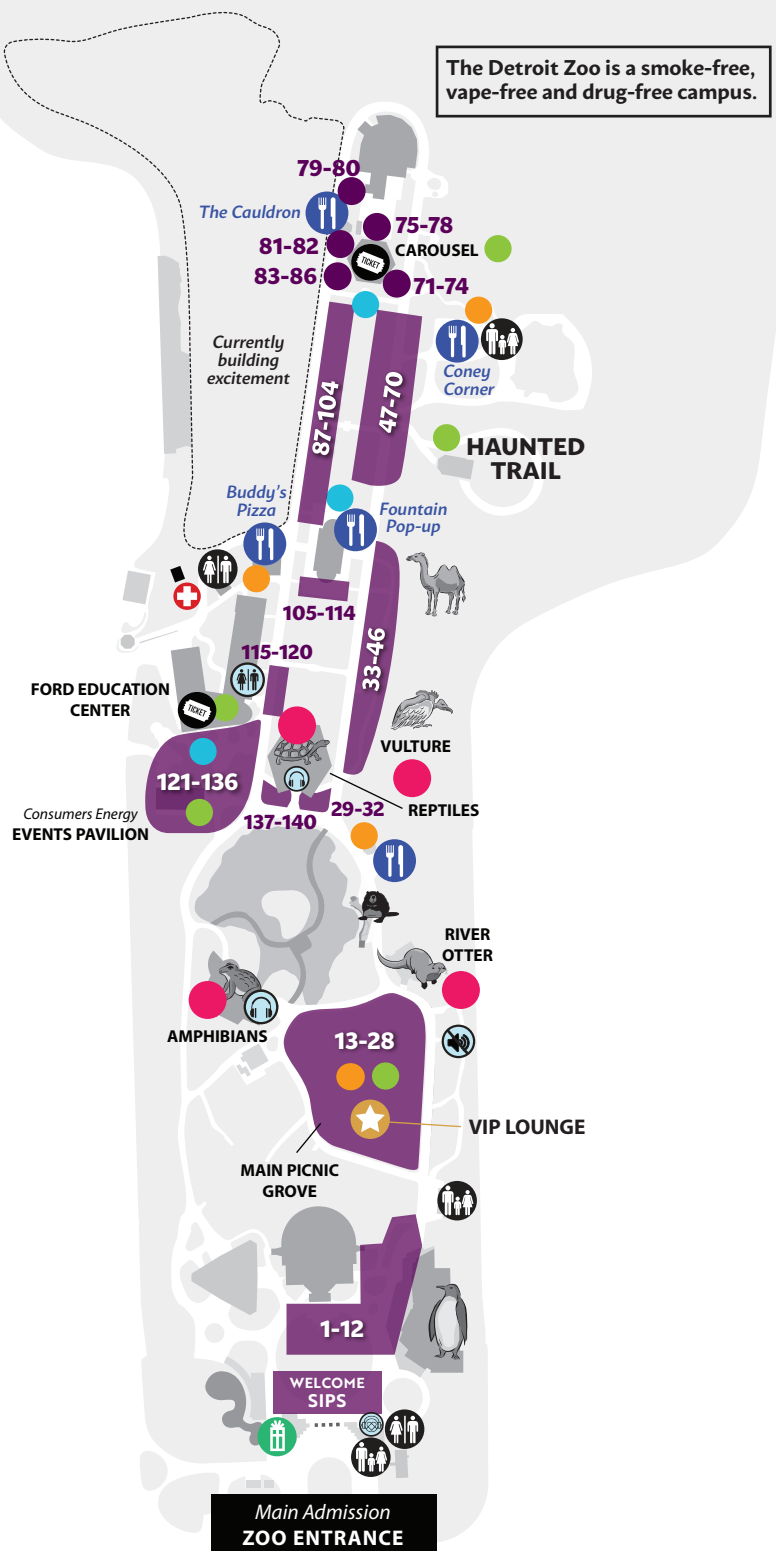 The Detroit Zoo is a smoke-free,
vape-free and drug-free campus.
79-80
The Cauldron
75-78
81-82
CAROUSEL
TICKET
83-86
71-74
Currently
building
excitement
Coney
Corner
87-104
47-70
HAUNTED
TRAIL
Buddy's
Pizza
Fountain
Pop-up
105-114
33-46
115-120
FORD EDUCATION
CENTER
TICKET
VULTURE
121-136
REPTILES
Consumers Energy
EVENTS PAVILION
137-140
29-32
RIVER
OTTER
AMPHIBIANS
13-28
VIP LOUNGE
MAIN PICNIC
GROVE
1-12
WELCOME
SIPS
Main Admission
ZOO ENTRANCE